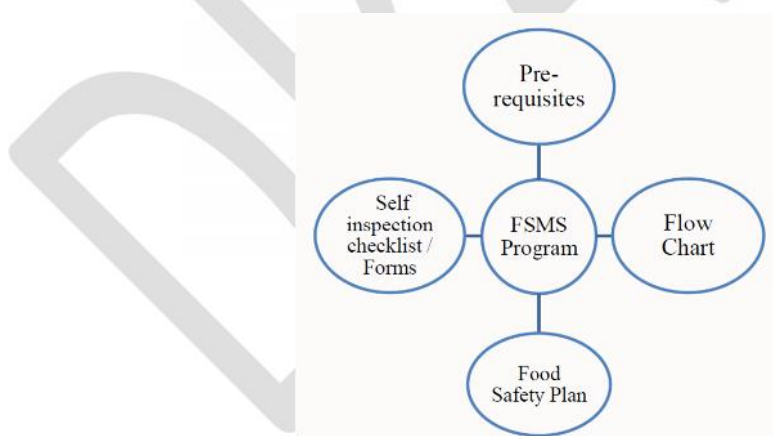 Pre-
requisites
Self
inspection
checklist /
Forms
FSMS
Program
Flow
Chart
Food
Safety Plan